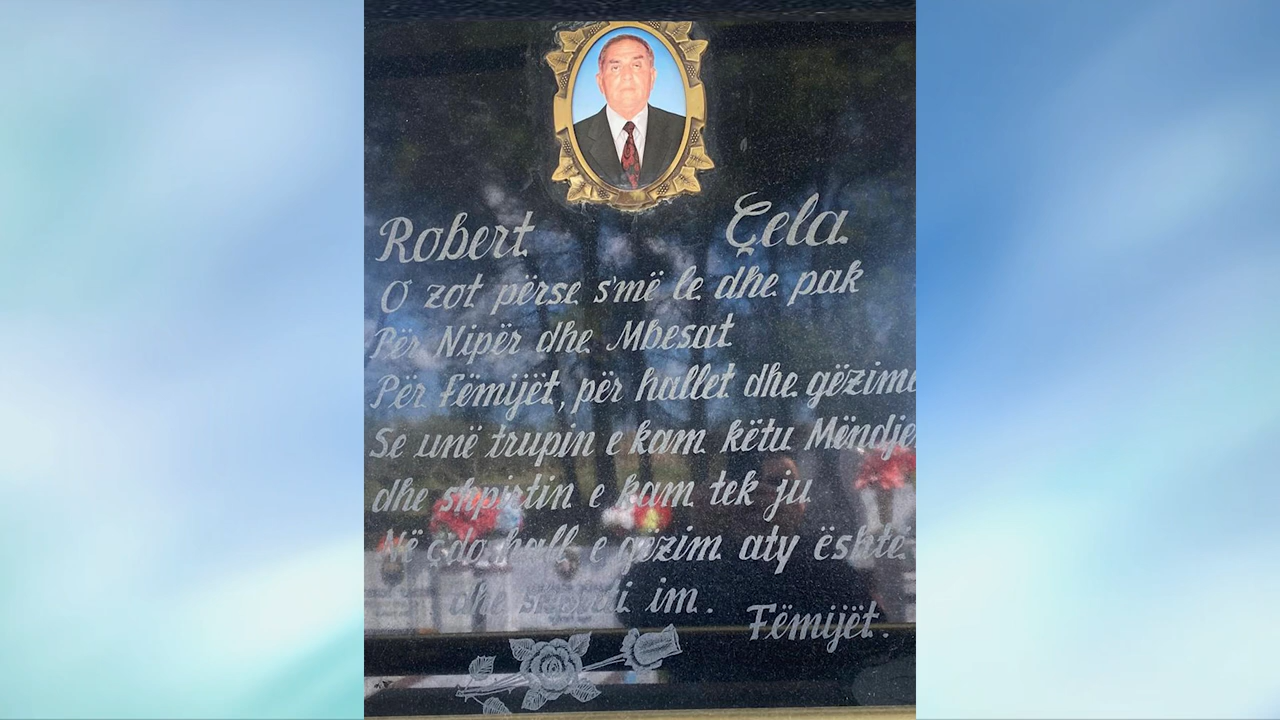 Robert Çela
O zot përse s'më le dhe pak
Për Nipër dhe Mbesat
Për Fëmijët, për hallet dhe gëzime
Se unë trupin e kam këtu Mëndje
dhe shpirtin e kam tek ju
Në çdo hall e gëzim aty është
dhe shpirti im.
Fëmijët.